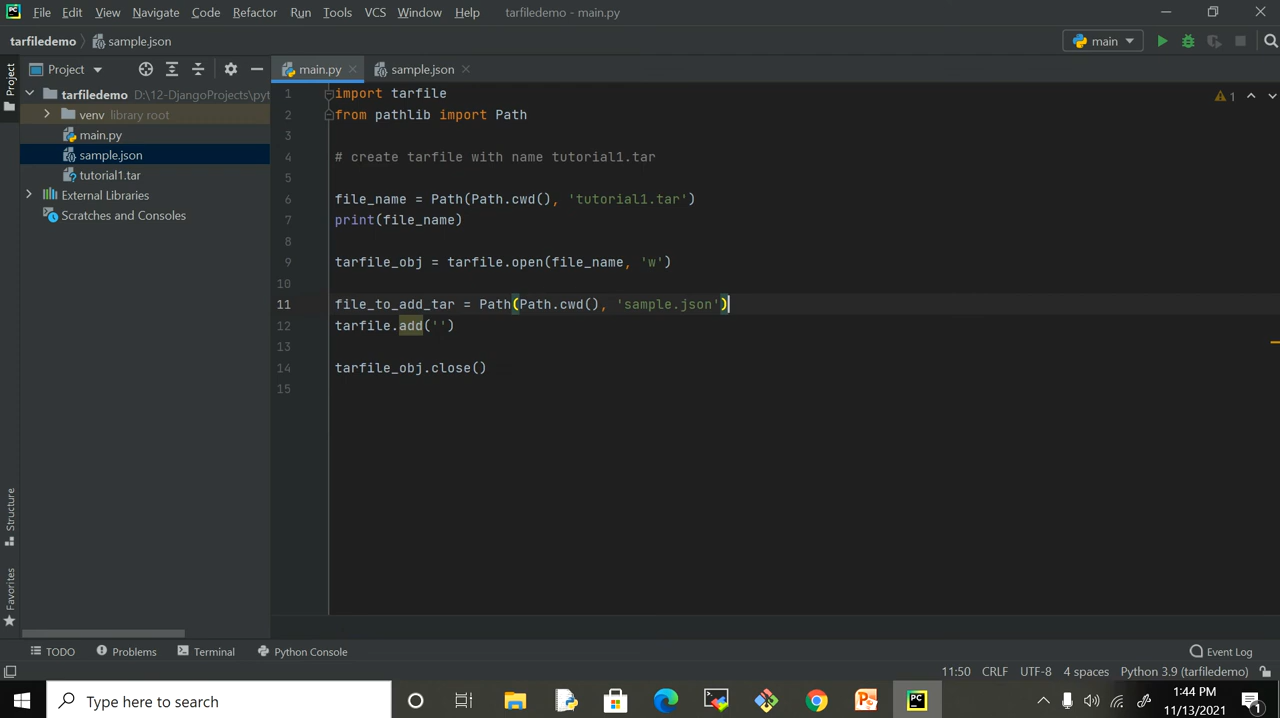 PC File Edit View Navigate Code Refactor Run Tools VCS Window Help tarfiledemo - main.py
tarfiledemo sample.json main
Project main.py sample.json
Project
tarfiledemo D:\12-DjangoProjects\pyt
venv library root
main.py
sample.json
tutorial1.tar
External Libraries
Scratches and Consoles
Structure
Favorites
1 import tarfile
1
2 from pathlib import Path
3
4 # create tarfile with name tutorial1.tar
5
6 file_name = Path(Path.cwd(), 'tutorial1.tar')
7 print(file_name)
8
9 tarfile_obj = tarfile.open(file_name, 'w')
10
11 file_to_add_tar = Path(Path.cwd(), 'sample.json')
12 tarfile.add('')
13
14 tarfile_obj.close()
15
TODO Problems Terminal Python Console Event Log
11:50 CRLF UTF-8 4 spaces Python 3.9 (tarfiledemo)
Type here to search
PC
1:44 PM
11/13/2021
1